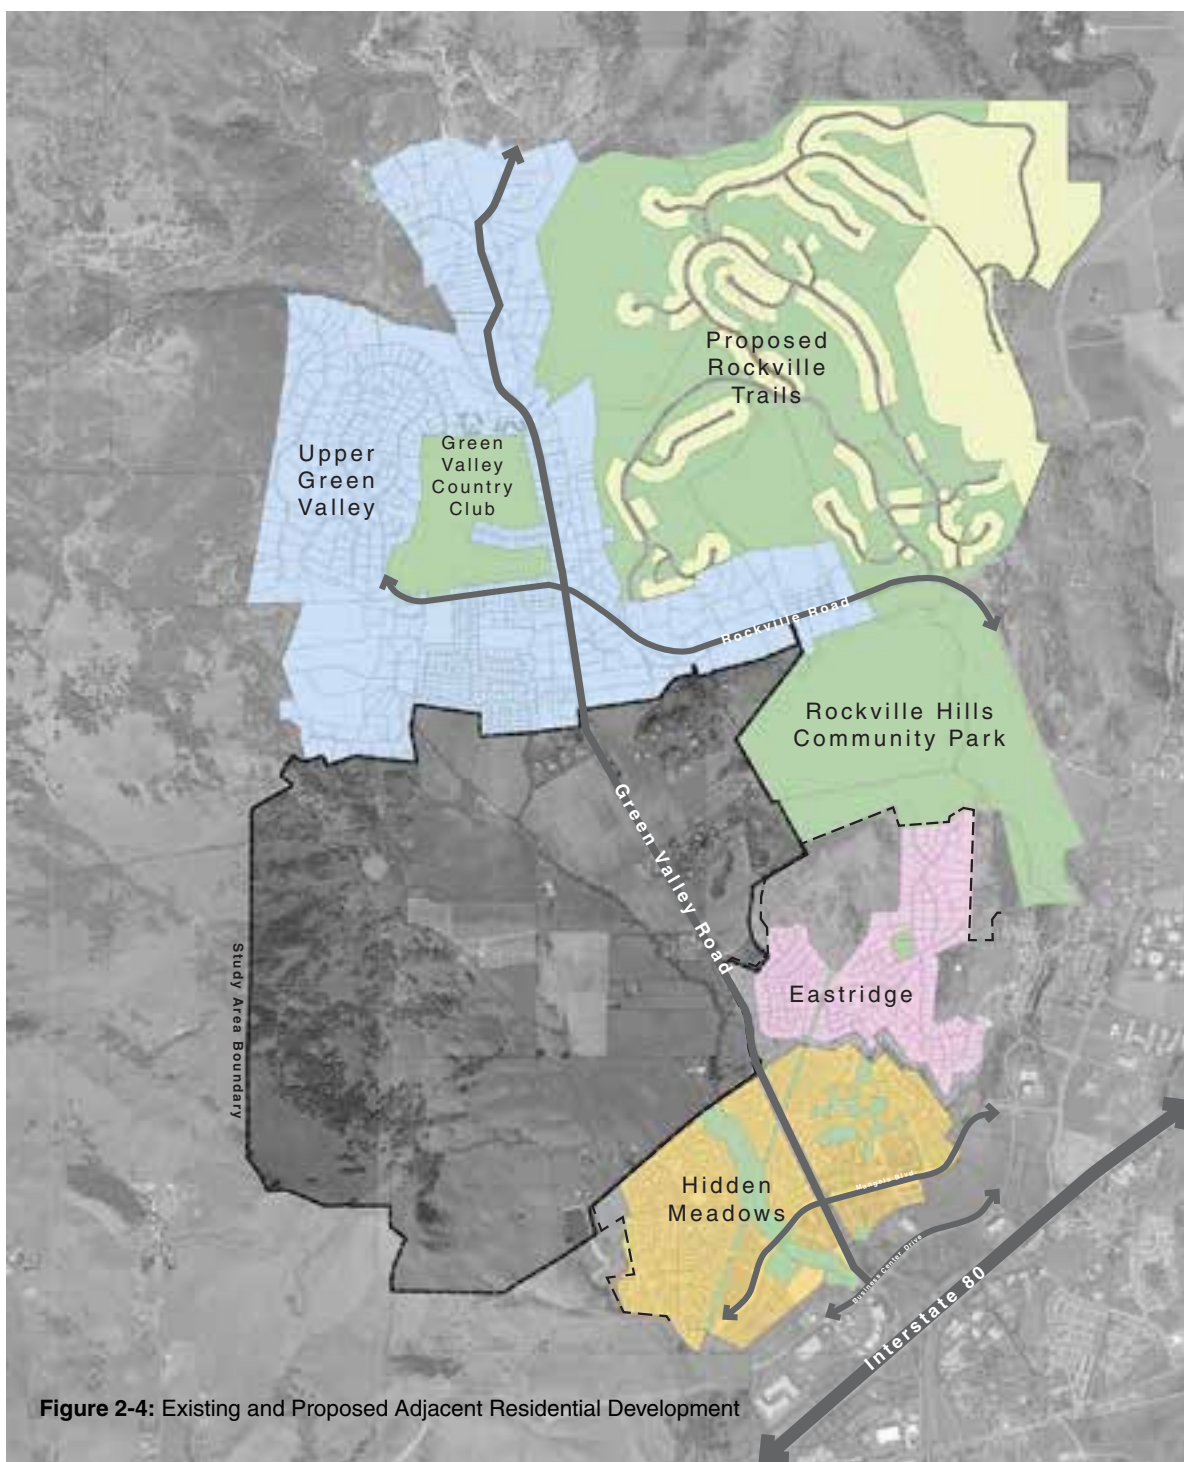 Proposed
Rockville
Trails
Upper
Green
Valley
Green
Valley
Country
Club
Rockville Road
Rockville Hills
Community Park
Green Valley Road
Study Area Boundary
Eastridge
Hidden
Meadows
Mangels Blvd
Business Center Drive
Interstate 80
Figure 2-4: Existing and Proposed Adjacent Residential Development